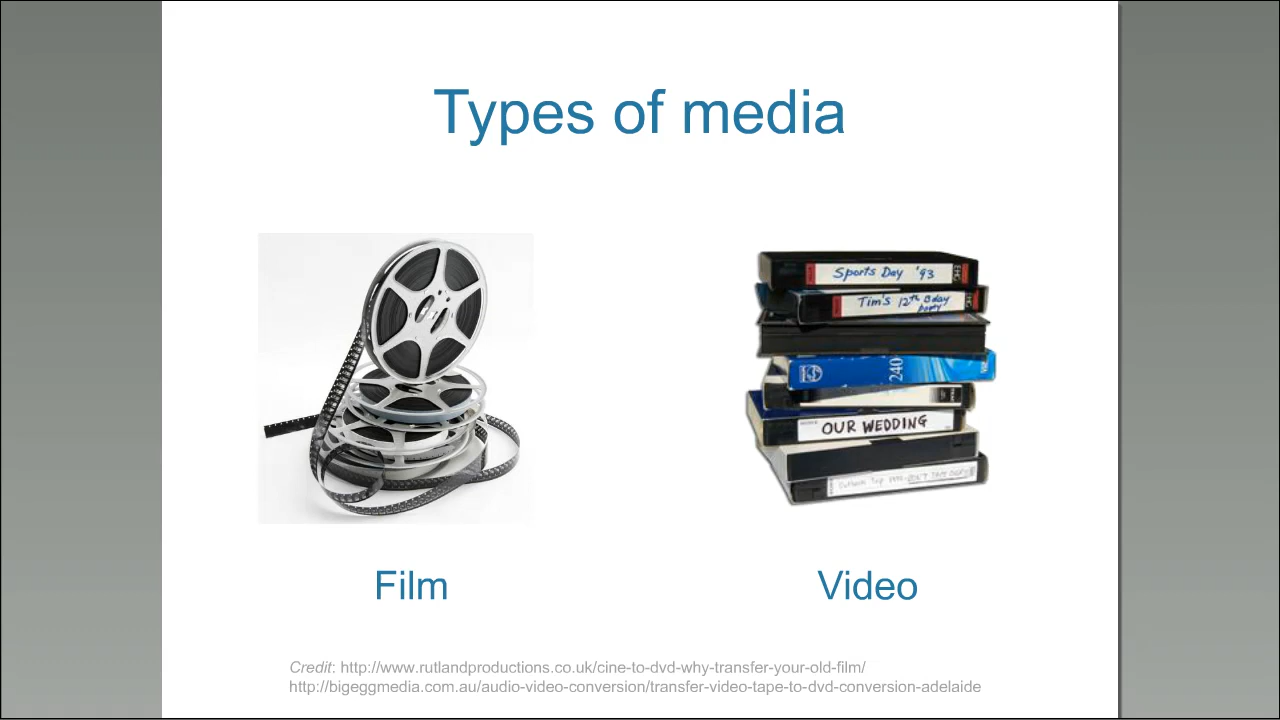 Types of media
Sports Day '93
Tim's 12th Bday
party
240
OUR WEDDING
Film
Video
Credit: http://www.rutlandproductions.co.uk/cine-to-dvd-why-transfer-your-old-film/
http://bigeggmedia.com.au/audio-video-conversion/transfer-video-tape-to-dvd-conversion-adelaide